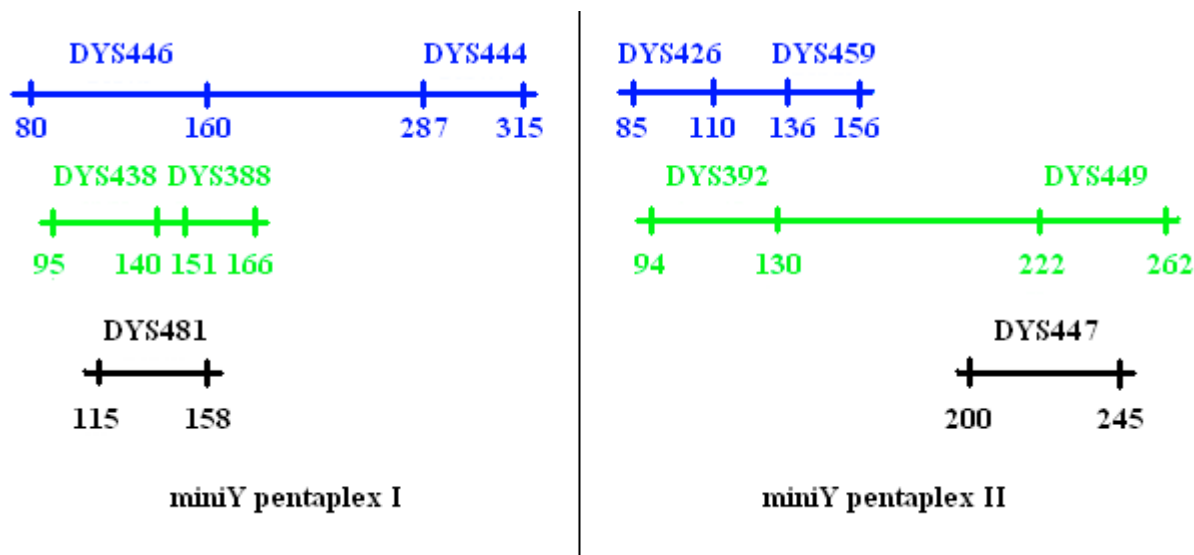 DYS446 DYS444
80 160 287 315
DYS438 DYS388
95 140 151 166
DYS481
115 158
miniY pentaplex I
DYS426 DYS459
85 110 136 156
DYS392 DYS449
94 130 222 262
DYS447
200 245
miniY pentaplex II